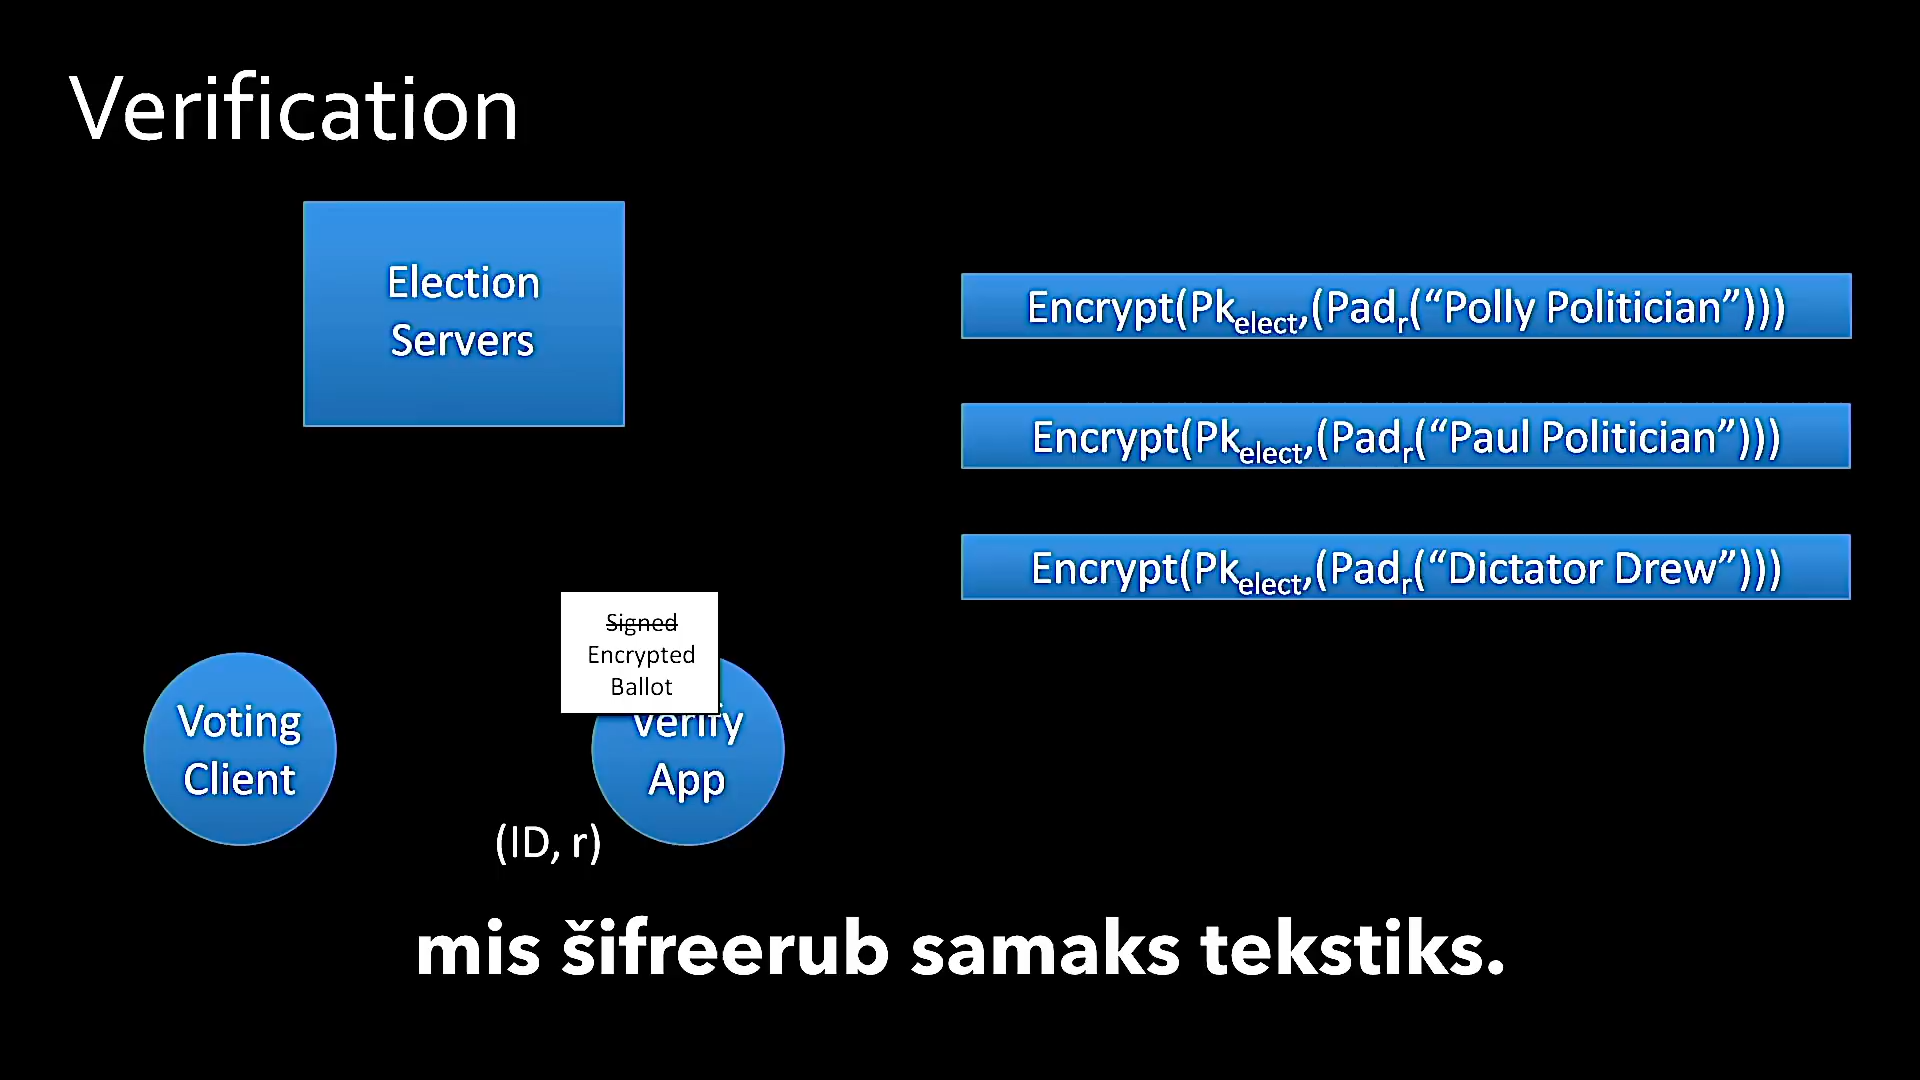 Verification
Election
Servers
Encrypt(Pkelect,(Padr(“Polly Politician”)))
Encrypt(Pkelect,(Padr(“Paul Politician”)))
Encrypt(Pkelect,(Padr(“Dictator Drew”)))
Signed
Encrypted
Ballot
Voting
Client
Verify
App
(ID, r)
mis šifreerub samaks tekstiks.